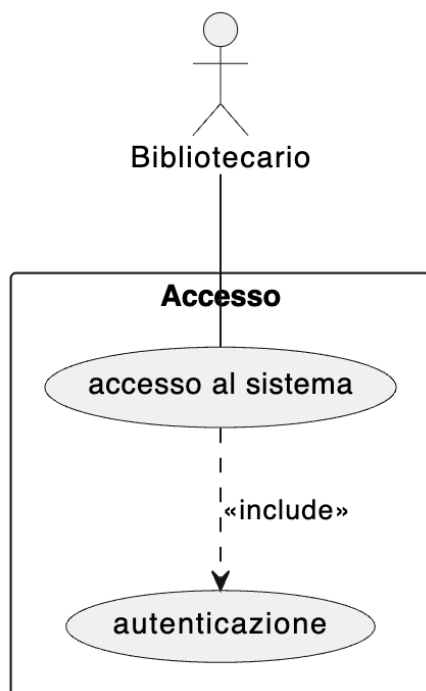 Bibliotecario
Accesso
accesso al sistema
«include»
autenticazione